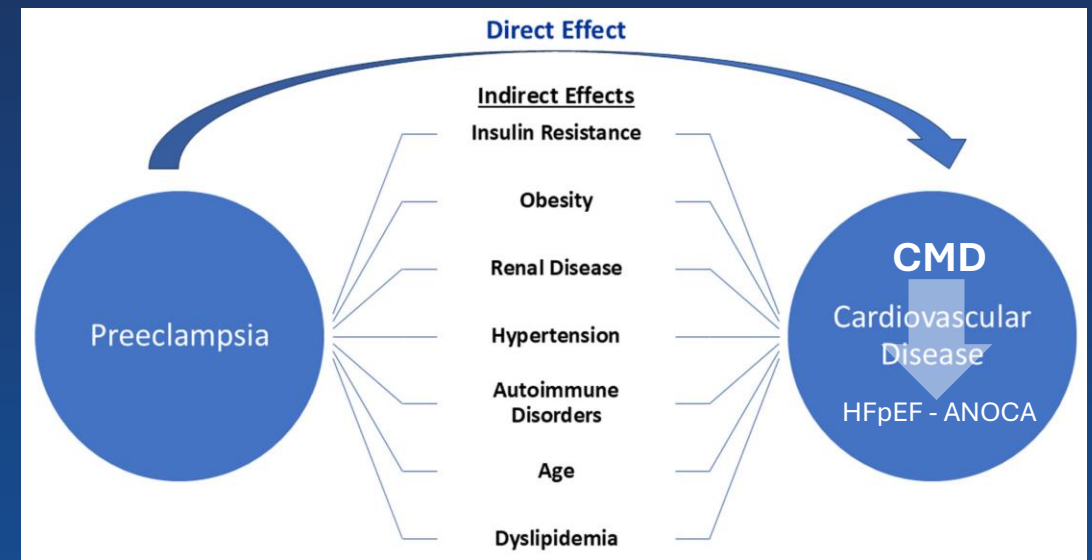 Direct Effect
Indirect Effects
Insulin Resistance
Obesity
Renal Disease
Hypertension
Autoimmune
Disorders
Age
Dyslipidemia
Preeclampsia
CMD
Cardiovascular
Disease
HFpEF - ANOCA